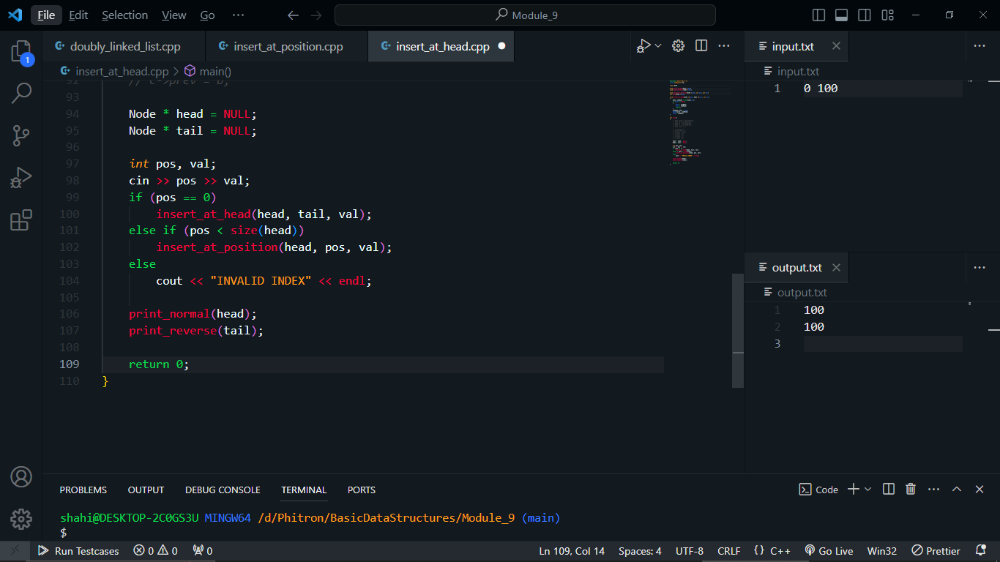 File Edit Selection View Go ··· Module_9
doubly_linked_list.cpp insert_at_position.cpp insert_at_head.cpp
insert_at_head.cpp > main()
92 // c->prev = b;
93
94 Node * head = NULL;
95 Node * tail = NULL;
96
97 int pos, val;
98 cin >> pos >> val;
99 if (pos == 0)
100 insert_at_head(head, tail, val);
101 else if (pos < size(head))
102 insert_at_position(head, pos, val);
103 else
104 cout << "INVALID INDEX" << endl;
105
106 print_normal(head);
107 print_reverse(tail);
108
109 return 0;
110 }
input.txt
input.txt
1 0 100
output.txt
output.txt
1 100
2 100
3
1
PROBLEMS OUTPUT DEBUG CONSOLE TERMINAL PORTS Code
shahi@DESKTOP-2C0GS3U MINGW64 /d/Phitron/BasicDataStructures/Module_9 (main)
$
Run Testcases 0 0 0 Ln 109, Col 14 Spaces: 4 UTF-8 CRLF {} C++ Go Live Win32 Prettier